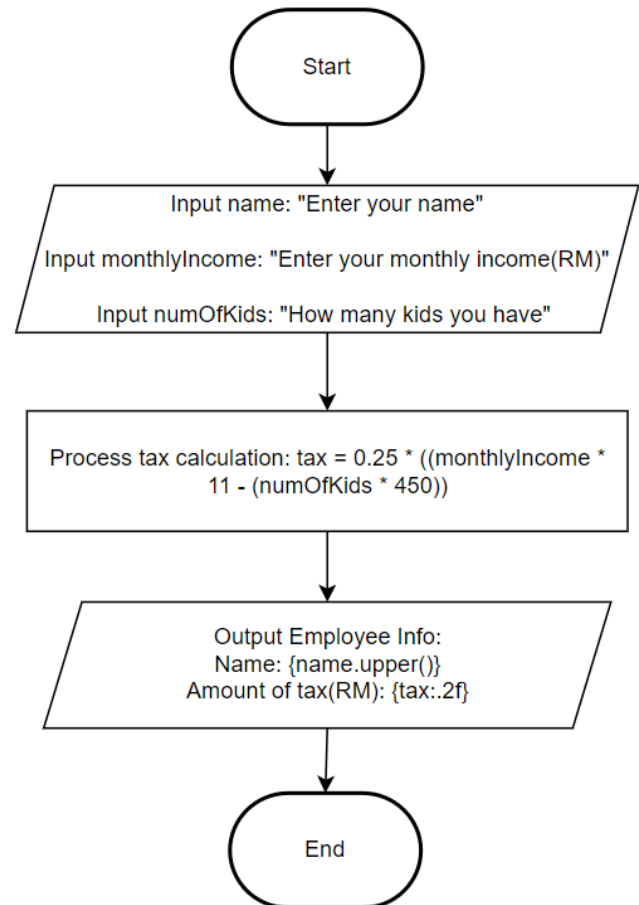 Start
Input name: "Enter your name"
Input monthlyIncome: "Enter your monthly income(RM)"
Input numOfKids: "How many kids you have"
Process tax calculation: tax = 0.25 * ((monthlyIncome *
11 - (numOfKids * 450))
Output Employee Info:
Name: {name.upper()}
Amount of tax(RM): {tax:.2f}
End